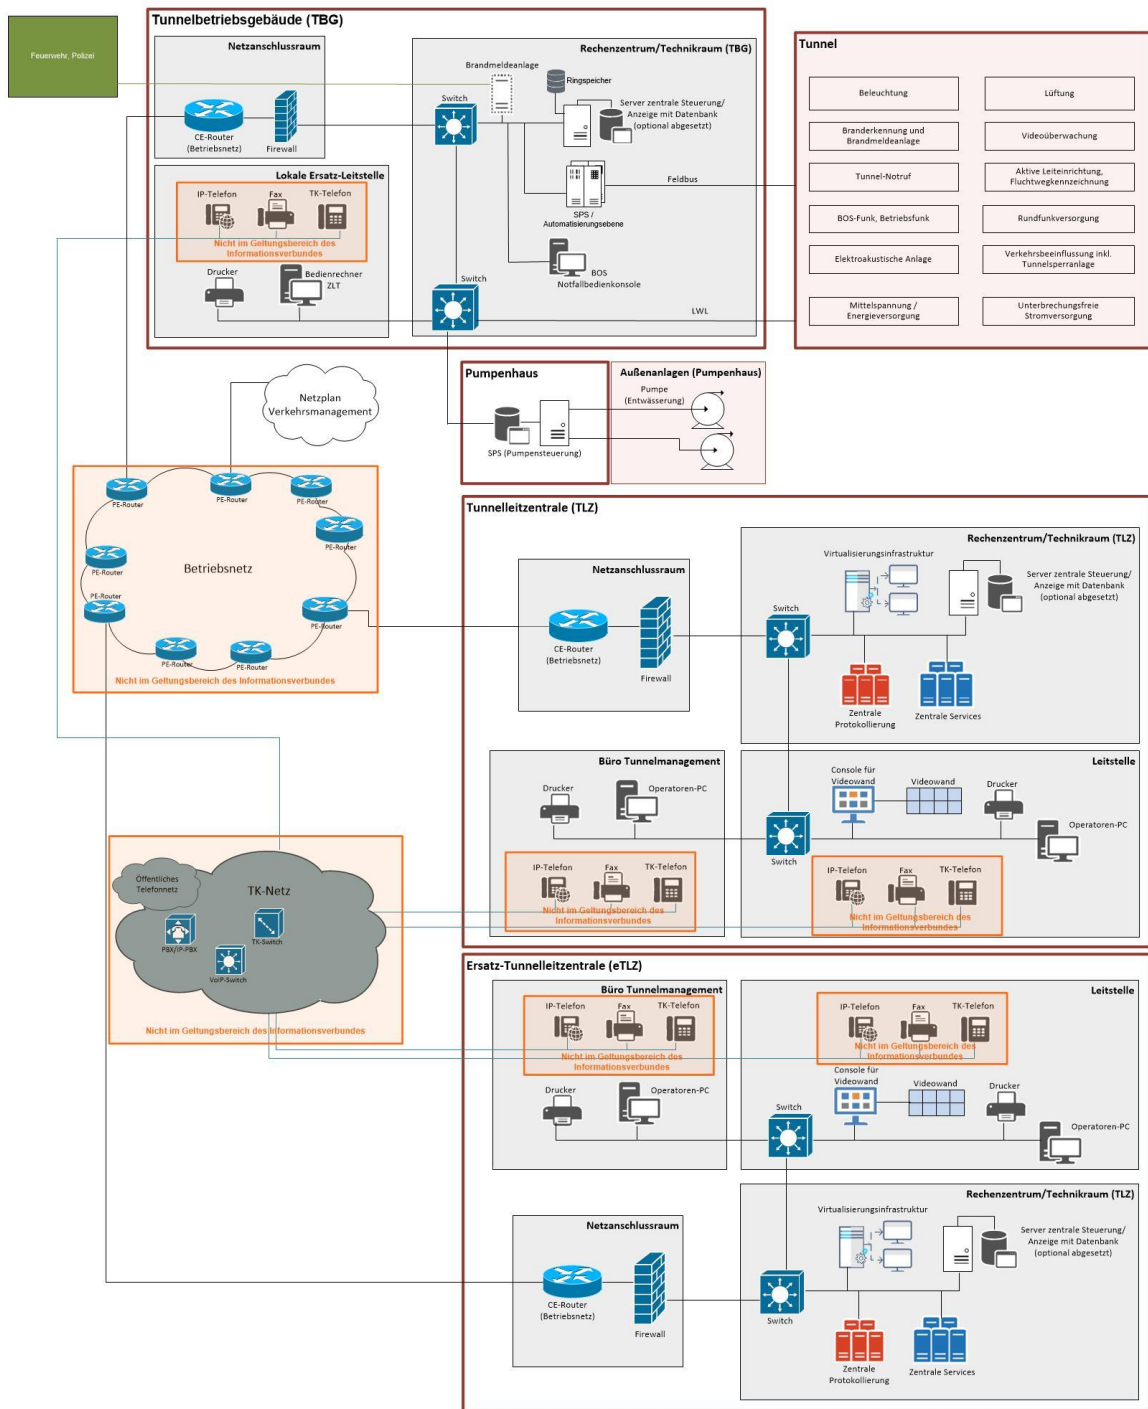 Feuerwehr, Polizei
Tunnelbetriebsgebäude (TBG)
Netzanschlussraum
CE-Router
(Betriebsnetz)
Firewall
Rechenzentrum/Technikraum (TBG)
Brandmeldeanlage
Switch
Ringspeicher
Server zentrale Steuerung/
Anzeige mit Datenbank
(optional abgesetzt)
Feldbus
SPS /
Automatisierungsebene
BOS
Notfallbedienkonsole
Switch
LWL
Lokale Ersatz-Leitstelle
IP-Telefon
Fax
TK-Telefon
Nicht im Geltungsbereich des
Informationsverbundes
Drucker
Bedienrechner
ZLT
Tunnel
Beleuchtung
Lüftung
Branderkennung und
Brandmeldeanlage
Videoüberwachung
Tunnel-Notruf
Aktive Leiteinrichtung,
Fluchtwegkennzeichnung
BOS-Funk, Betriebsfunk
Rundfunkversorgung
Elektroakustische Anlage
Verkehrsbeeinflussung inkl.
Tunnelsperranlage
Mittelspannung /
Energieversorgung
Unterbrechungsfreie
Stromversorgung
Pumpenhaus
SPS (Pumpensteuerung)
Außenanlagen (Pumpenhaus)
Pumpe
(Entwässerung)
Netzplan
Verkehrsmanagement
PE-Router
PE-Router
PE-Router
PE-Router
PE-Router
Betriebsnetz
PE-Router
PE-Router
PE-Router
PE-Router
Nicht im Geltungsbereich des Informationsverbundes
Tunnelleitzentrale (TLZ)
Netzanschlussraum
CE-Router
(Betriebsnetz)
Firewall
Rechenzentrum/Technikraum (TLZ)
Virtualisierungsinfrastruktur
Switch
Server zentrale Steuerung/
Anzeige mit Datenbank
(optional abgesetzt)
Zentrale
Protokollierung
Zentrale Services
Büro Tunnelmanagement
Drucker
Operatoren-PC
IP-Telefon
Fax
TK-Telefon
Nicht im Geltungsbereich des
Informationsverbundes
Leitstelle
Console für
Videowand
Videowand
Drucker
Operatoren-PC
Switch
IP-Telefon
Fax
TK-Telefon
Nicht im Geltungsbereich des
Informationsverbundes
Öffentliches
Telefonnetz
TK-Netz
PBX/IP-PBX
TK-Switch
VoIP-Switch
Nicht im Geltungsbereich des Informationsverbundes
Ersatz-Tunnelleitzentrale (eTLZ)
Büro Tunnelmanagement
IP-Telefon
Fax
TK-Telefon
Nicht im Geltungsbereich des
Informationsverbundes
Drucker
Operatoren-PC
Leitstelle
IP-Telefon
Fax
TK-Telefon
Nicht im Geltungsbereich des
Informationsverbundes
Console für
Videowand
Videowand
Drucker
Operatoren-PC
Switch
Netzanschlussraum
CE-Router
(Betriebsnetz)
Firewall
Rechenzentrum/Technikraum (TLZ)
Virtualisierungsinfrastruktur
Server zentrale Steuerung/
Anzeige mit Datenbank
(optional abgesetzt)
Switch
Zentrale
Protokollierung
Zentrale Services